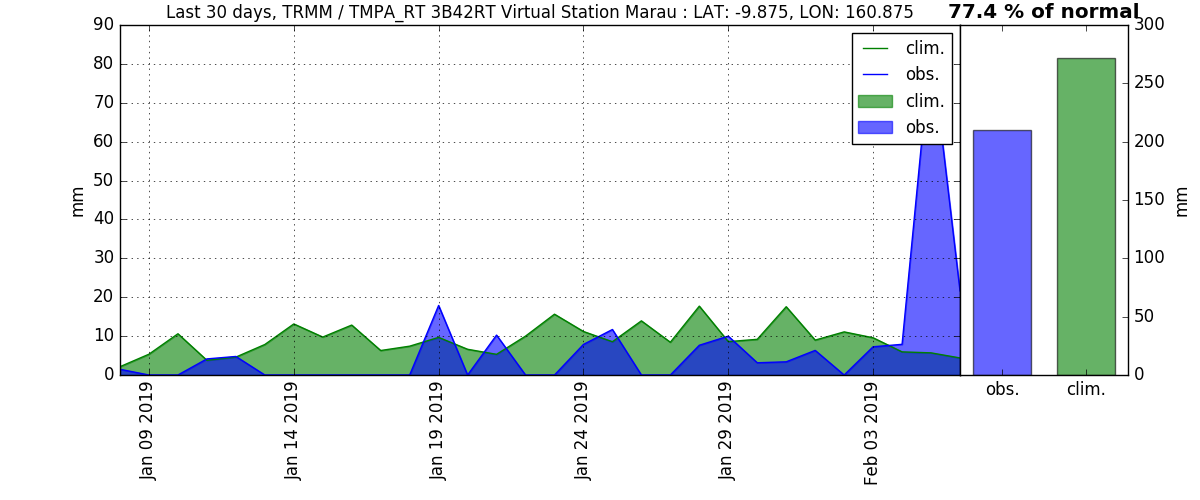 Last 30 days, TRMM / TMPA_RT 3B42RT Virtual Station Marau : LAT: -9.875, LON: 160.875
77.4 % of normal
90
80
70
60
50
40
30
20
10
0
mm
clim.
obs.
clim.
obs.
Jan 09 2019
Jan 14 2019
Jan 19 2019
Jan 24 2019
Jan 29 2019
Feb 03 2019
obs.
clim.
300
250
200
150
100
50
0
mm